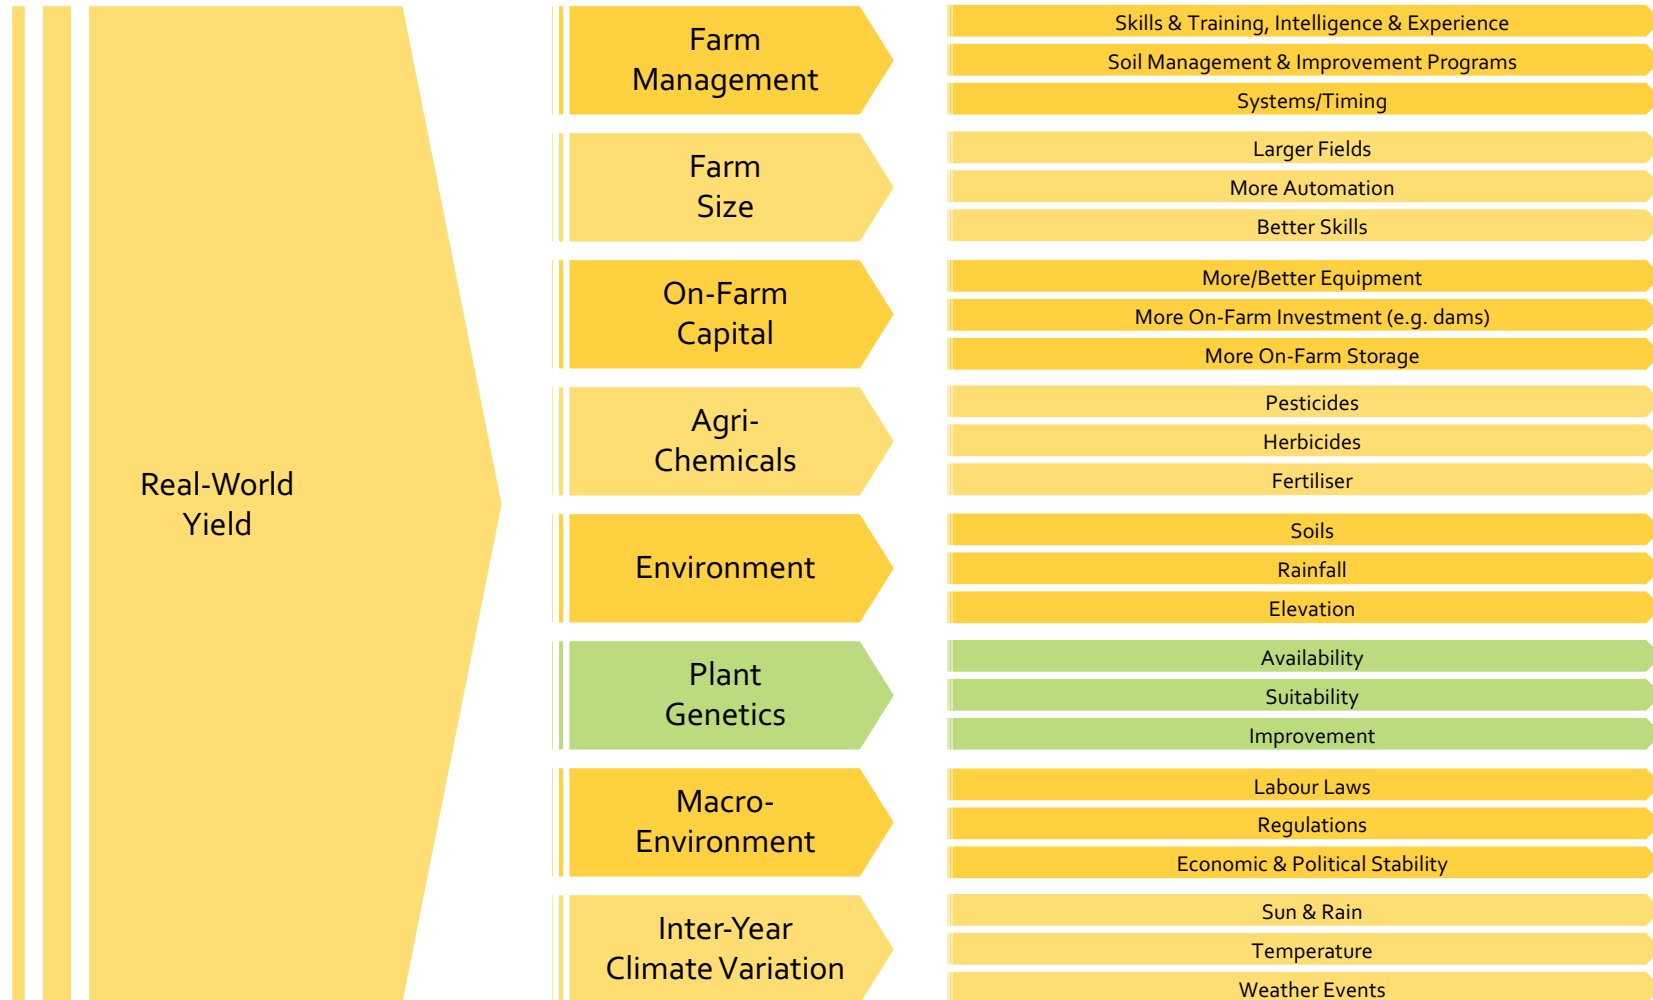 Real-World
Yield
Farm
Management
Skills & Training, Intelligence & Experience
Soil Management & Improvement Programs
Systems/Timing
Farm
Size
Larger Fields
More Automation
Better Skills
On-Farm
Capital
More/Better Equipment
More On-Farm Investment (e.g. dams)
More On-Farm Storage
Agri-
Chemicals
Pesticides
Herbicides
Fertiliser
Environment
Soils
Rainfall
Elevation
Plant
Genetics
Availability
Suitability
Improvement
Macro-
Environment
Labour Laws
Regulations
Economic & Political Stability
Inter-Year
Climate Variation
Sun & Rain
Temperature
Weather Events